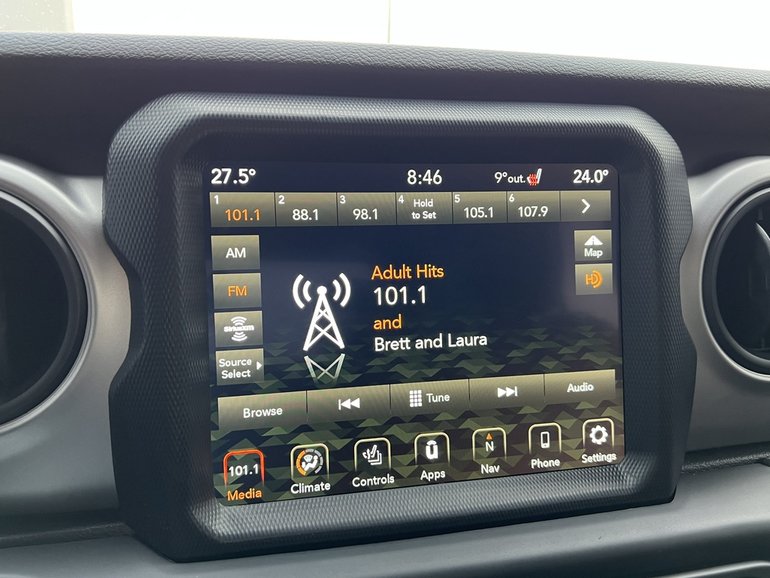 27.5° 8:46 9°out. 24.0°
1 101.1 2 88.1 3 98.1 4 Hold to Set 5 105.1 6 107.9
AM
FM
SiriusXM
Source
Select
Map
HD
Adult Hits
101.1
and
Brett and Laura
Browse Tune Audio
101.1 N
Media Climate Controls Apps Nav Phone Settings